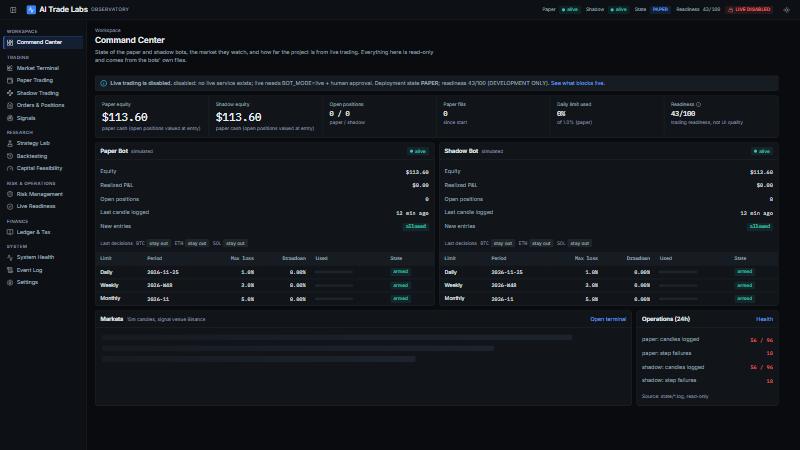 AI Trade Labs OBSERVATORY
Paper alive Shadow alive State PAPER Readiness 43/100 LIVE DISABLED
WORKSPACE
Command Center
TRADING
Market Terminal
Paper Trading
Shadow Trading
Orders & Positions
Signals
RESEARCH
Strategy Lab
Backtesting
Capital Feasibility
RISK & OPERATIONS
Risk Management
Live Readiness
FINANCE
Ledger & Tax
SYSTEM
System Health
Event Log
Settings
Workspace
Command Center
State of the paper and shadow bots, the market they watch, and how far the project is from live trading. Everything here is read-only
and comes from the bots' own files.
Live trading is disabled. disabled: no live service exists; live needs BOT_MODE=live + human approval. Deployment state PAPER; readiness 43/100 (DEVELOPMENT ONLY). See what blocks live.
Paper equity
$113.60
paper cash (open positions valued at entry)
Shadow equity
$113.60
paper cash (open positions valued at entry)
Open positions
0 / 0
paper / shadow
Paper fills
0
since start
Daily limit used
0%
of 1.0% (paper)
Readiness
43/100
trading readiness, not UI quality
Paper Bot simulated alive
Equity $113.60
Realized P&L $0.00
Open positions 0
Last candle logged 12 min ago
New entries allowed
Last decisions BTC stay out ETH stay out SOL stay out
Limit Period Max loss Drawdown Used State
Daily 2026-11-25 1.0% 0.00% armed
Weekly 2026-W48 3.0% 0.00% armed
Monthly 2026-11 5.0% 0.00% armed
Shadow Bot simulated alive
Equity $113.60
Realized P&L $0.00
Open positions 0
Last candle logged 13 min ago
New entries allowed
Last decisions BTC stay out ETH stay out SOL stay out
Limit Period Max loss Drawdown Used State
Daily 2026-11-25 1.0% 0.00% armed
Weekly 2026-W48 3.0% 0.00% armed
Monthly 2026-11 5.0% 0.00% armed
Markets 15m candles, signal venue Binance Open terminal
Operations (24h) Health
paper: candles logged 56 / 96
paper: step failures 18
shadow: candles logged 56 / 96
shadow: step failures 18
Source: state/*.log, read-only